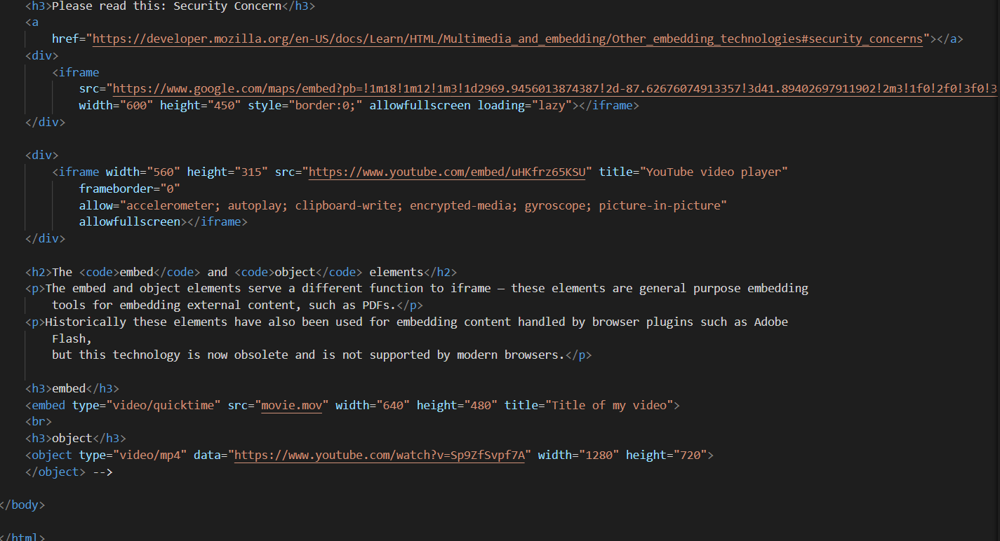 <h3>Please read this: Security Concern</h3>
<a
href="https://developer.mozilla.org/en-US/docs/Learn/HTML/Multimedia_and_embedding/Other_embedding_technologies#security_concerns"></a>
<div>
<iframe
src="https://www.google.com/maps/embed?pb=!1m18!1m12!1m3!1d2969.9456013874387!2d-87.62676074913357!3d41.89402697911902!2m3!1f0!2f0!3f0!3
width="600" height="450" style="border:0;" allowfullscreen loading="lazy"></iframe>
</div>
<div>
<iframe width="560" height="315" src="https://www.youtube.com/embed/uHKfrz65KSU" title="YouTube video player"
frameborder="0"
allow="accelerometer; autoplay; clipboard-write; encrypted-media; gyroscope; picture-in-picture"
allowfullscreen></iframe>
</div>
<h2>The <code>embed</code> and <code>object</code> elements</h2>
<p>The embed and object elements serve a different function to iframe — these elements are general purpose embedding
tools for embedding external content, such as PDFs.</p>
<p>Historically these elements have also been used for embedding content handled by browser plugins such as Adobe
Flash,
but this technology is now obsolete and is not supported by modern browsers.</p>
<h3>embed</h3>
<embed type="video/quicktime" src="movie.mov" width="640" height="480" title="Title of my video">
<br>
<h3>object</h3>
<object type="video/mp4" data="https://www.youtube.com/watch?v=Sp9ZfSvpf7A" width="1280" height="720">
</object> -->
</body>
</html>